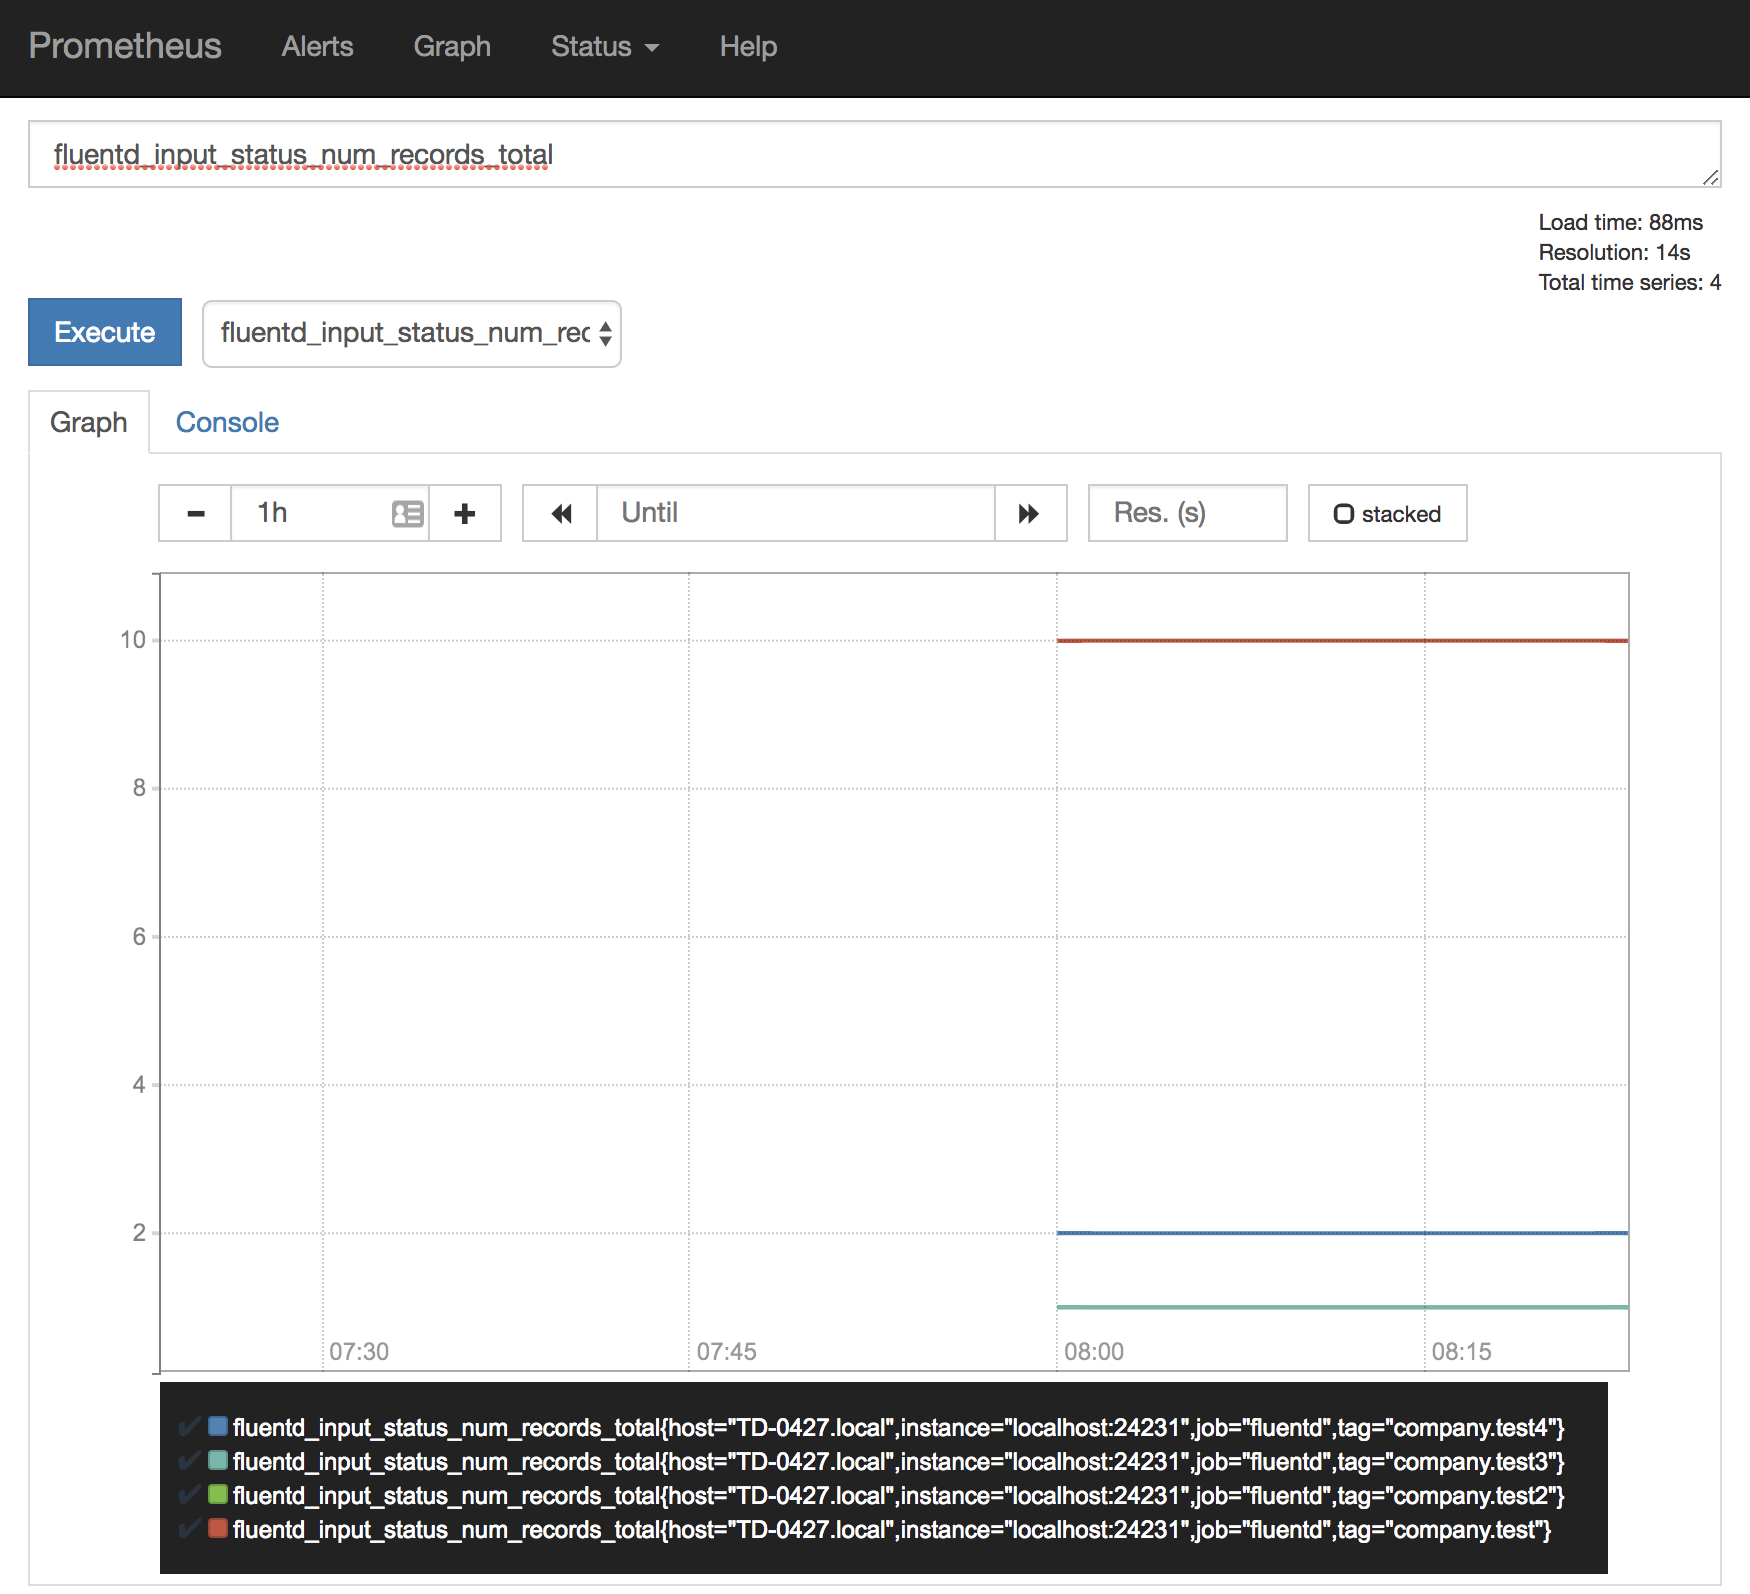 Prometheus Alerts Graph Status Help
fluentd_input_status_num_records_total
Load time: 88ms
Resolution: 14s
Total time series: 4
Execute fluentd_input_status_num_rec
Graph Console
1h Until Res. (s) stacked
10
8
6
4
2
07:30 07:45 08:00 08:15
fluentd_input_status_num_records_total{host="TD-0427.local",instance="localhost:24231",job="fluentd",tag="company.test4"}
fluentd_input_status_num_records_total{host="TD-0427.local",instance="localhost:24231",job="fluentd",tag="company.test3"}
fluentd_input_status_num_records_total{host="TD-0427.local",instance="localhost:24231",job="fluentd",tag="company.test2"}
fluentd_input_status_num_records_total{host="TD-0427.local",instance="localhost:24231",job="fluentd",tag="company.test"}